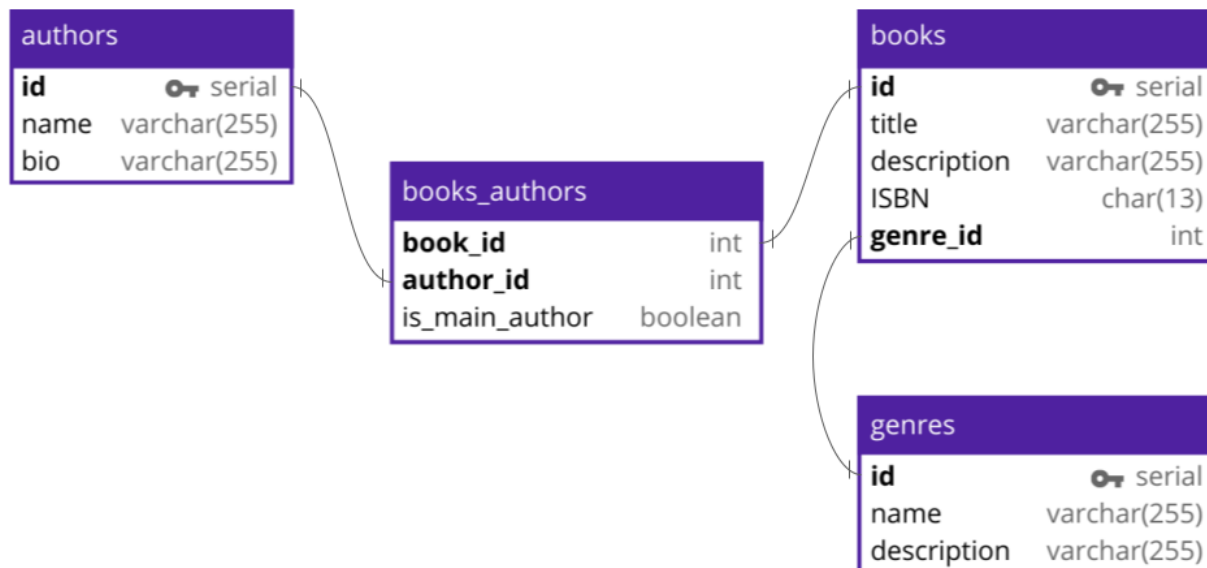 authors
id serial
name varchar(255)
bio varchar(255)
books_authors
book_id int
author_id int
is_main_author boolean
books
id serial
title varchar(255)
description varchar(255)
ISBN char(13)
genre_id int
genres
id serial
name varchar(255)
description varchar(255)